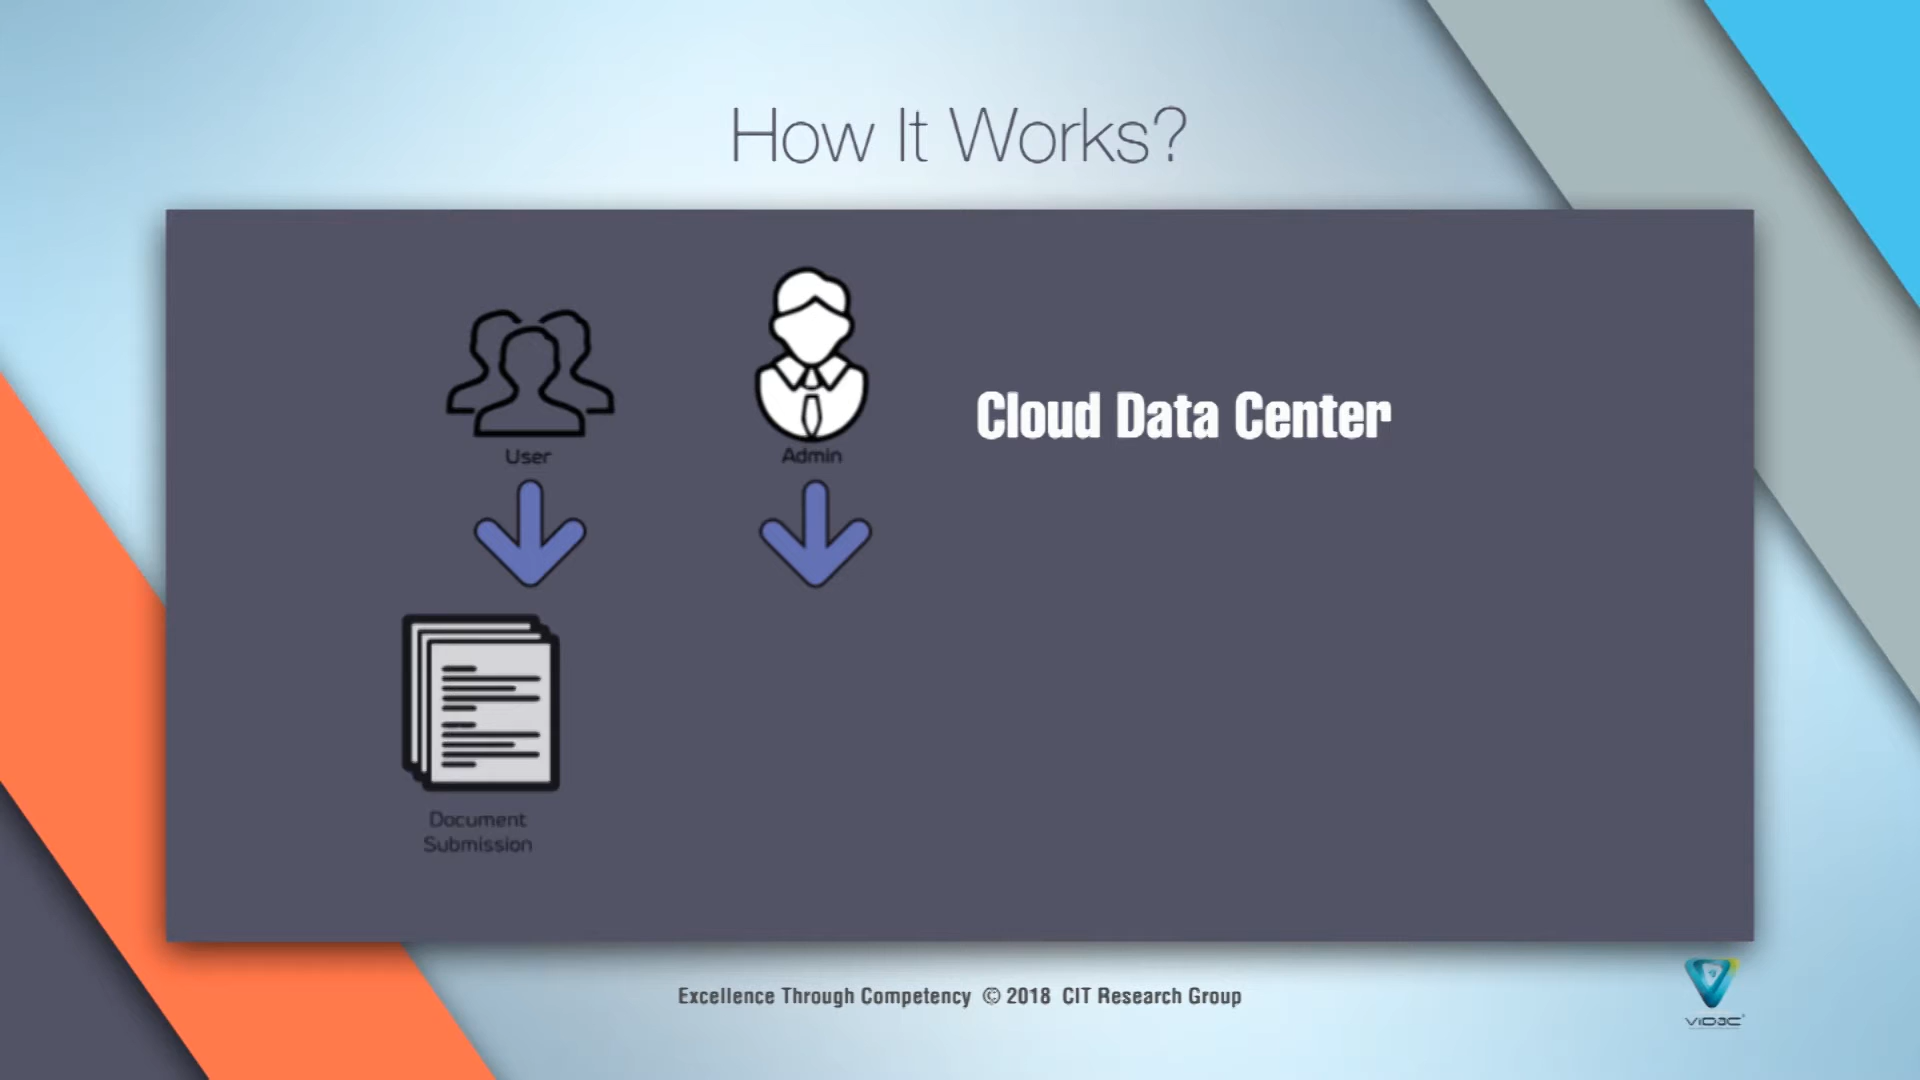 How It Works?
User
Admin
Cloud Data Center
Document
Submission
Excellence Through Competency © 2018 CIT Research Group
ViDaC